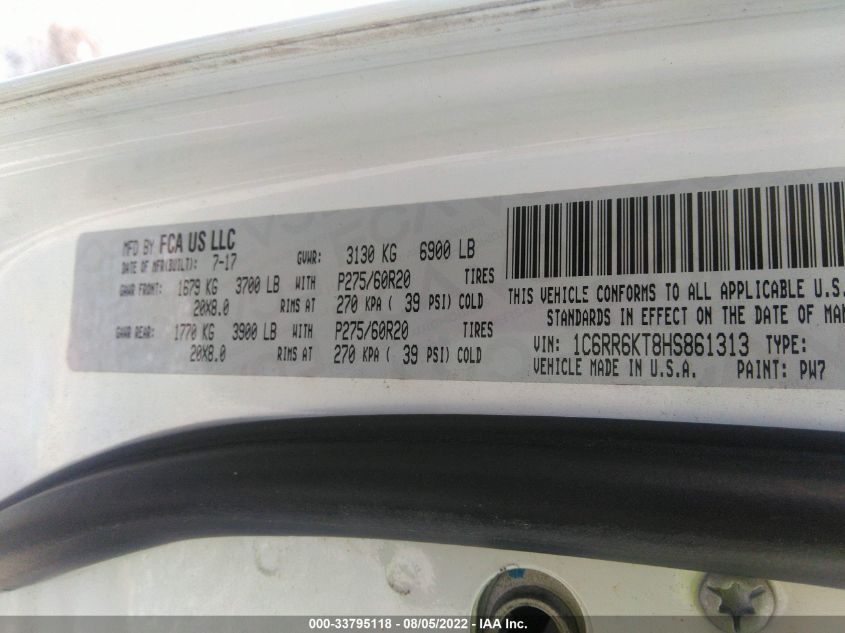 MFD BY FCA US LLC
DATE OF MFR(BUILT): 7-17 GVWR: 3130 KG 6900 LB
GAWR FRONT: 1679 KG 3700 LB WITH P275/60R20 TIRES
20X8.0 RIMS AT 270 KPA ( 39 PSI) COLD
GAWR REAR: 1770 KG 3900 LB WITH P275/60R20 TIRES
20X8.0 RIMS AT 270 KPA ( 39 PSI) COLD
THIS VEHICLE CONFORMS TO ALL APPLICABLE U.S.
STANDARDS IN EFFECT ON THE DATE OF MAN
VIN: 1C6RR6KT8HS861313 TYPE:
VEHICLE MADE IN U.S.A. PAINT: PW7
000-33795118 - 08/05/2022 - IAA Inc.